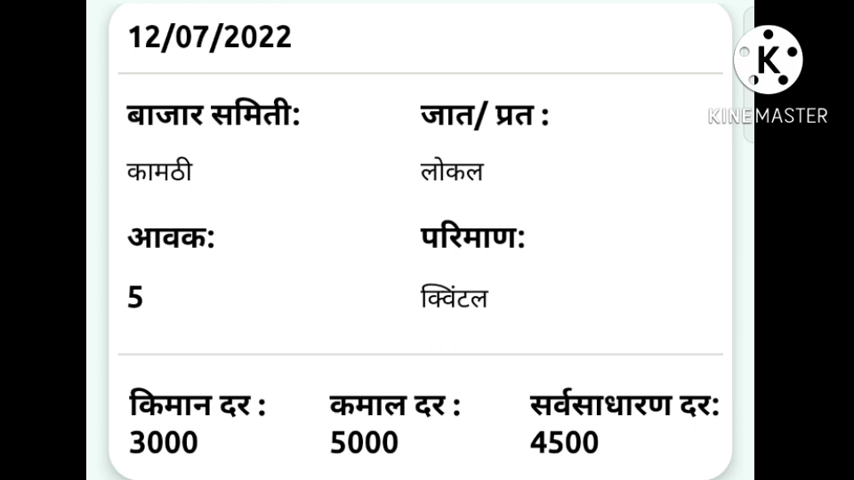 12/07/2022
K
KINEMASTER
बाजार समिती: जात/ प्रत :
कामठी लोकल
आवक: परिमाण:
5 क्विंटल
किमान दर : कमाल दर : सर्वसाधारण दर:
3000 5000 4500